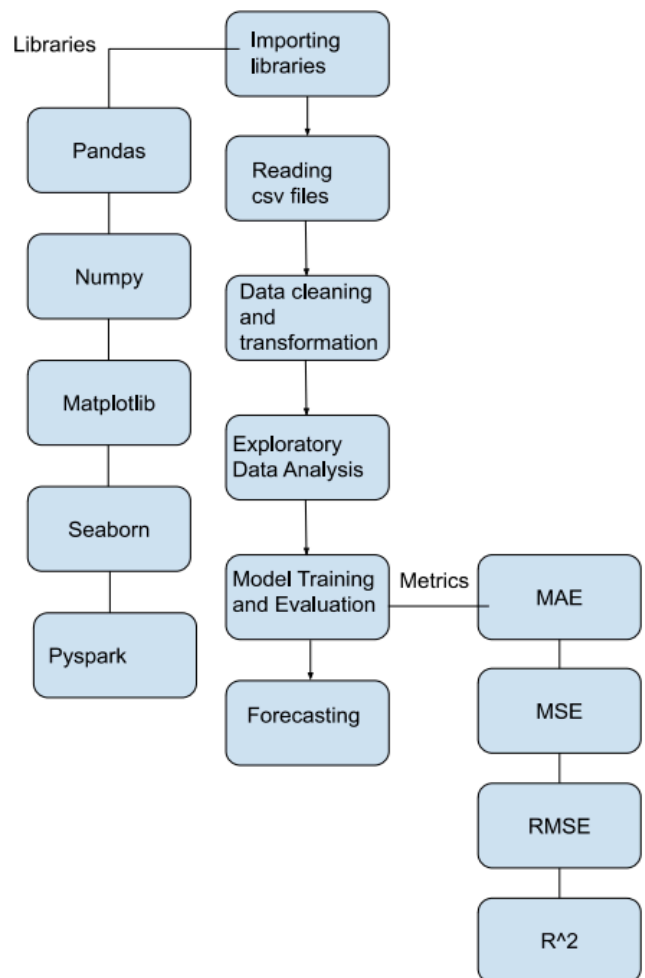 Libraries
Importing
libraries
Pandas
Reading
csv files
Numpy
Data cleaning
and
transformation
Matplotlib
Exploratory
Data Analysis
Seaborn
Model Training
and Evaluation
Metrics
MAE
Pyspark
Forecasting
MSE
RMSE
R^2